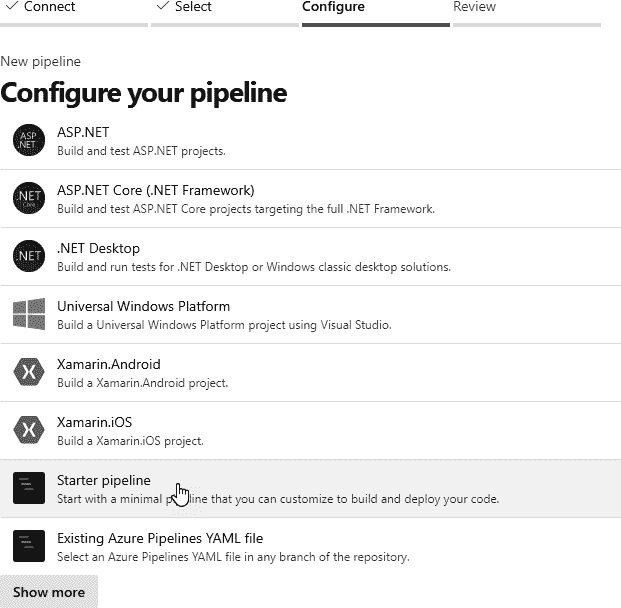 Connect Select Configure Review
New pipeline
Configure your pipeline
ASP
.NET
ASP.NET
Build and test ASP.NET projects.
.NET
Core
ASP.NET Core (.NET Framework)
Build and test ASP.NET Core projects targeting the full .NET Framework.
.NET
.NET Desktop
Build and run tests for .NET Desktop or Windows classic desktop solutions.
Universal Windows Platform
Build a Universal Windows Platform project using Visual Studio.
Xamarin.Android
Build a Xamarin.Android project.
Xamarin.iOS
Build a Xamarin.iOS project.
Starter pipeline
Start with a minimal pipeline that you can customize to build and deploy your code.
Existing Azure Pipelines YAML file
Select an Azure Pipelines YAML file in any branch of the repository.
Show more